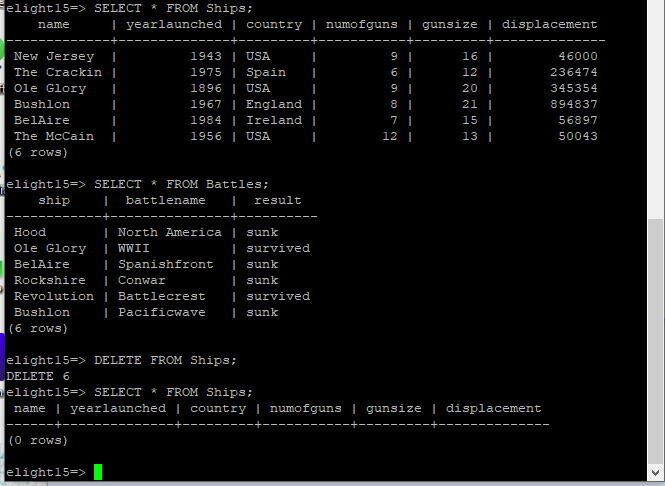 elight15=> SELECT * FROM Ships;
    name     | yearlaunched | country | numofguns | gunsize | displacement
-------------+--------------+---------+-----------+---------+--------------
 New Jersey  |         1943 | USA     |         9 |      16 |        46000
 The Crackin |         1975 | Spain   |         6 |      12 |       236474
 Ole Glory   |         1896 | USA     |         9 |      20 |       345354
 Bushlon     |         1967 | England |         8 |      21 |       894837
 BelAire     |         1984 | Ireland |         7 |      15 |        56897
 The McCain  |         1956 | USA     |        12 |      13 |        50043
(6 rows)

elight15=> SELECT * FROM Battles;
    ship    |  battlename   |  result
------------+---------------+----------
 Hood       | North America | sunk
 Ole Glory  | WWII          | survived
 BelAire    | Spanishfront  | sunk
 Rockshire  | Conwar        | sunk
 Revolution | Battlecrest   | survived
 Bushlon    | Pacificwave   | sunk
(6 rows)

elight15=> DELETE FROM Ships;
DELETE 6
elight15=> SELECT * FROM Ships;
 name | yearlaunched | country | numofguns | gunsize | displacement
------+--------------+---------+-----------+---------+--------------
(0 rows)

elight15=>